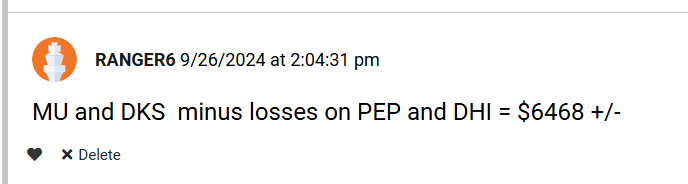 RANGER6 9/26/2024 at 2:04:31 pm
MU and DKS  minus losses on PEP and DHI = $6468 +/-
Delete